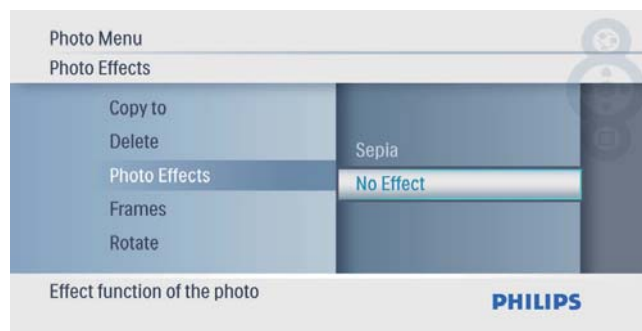 Photo Menu
Photo Effects
Copy to
Delete
Photo Effects
Frames
Rotate
Sepia
No Effect
Effect function of the photo
PHILIPS